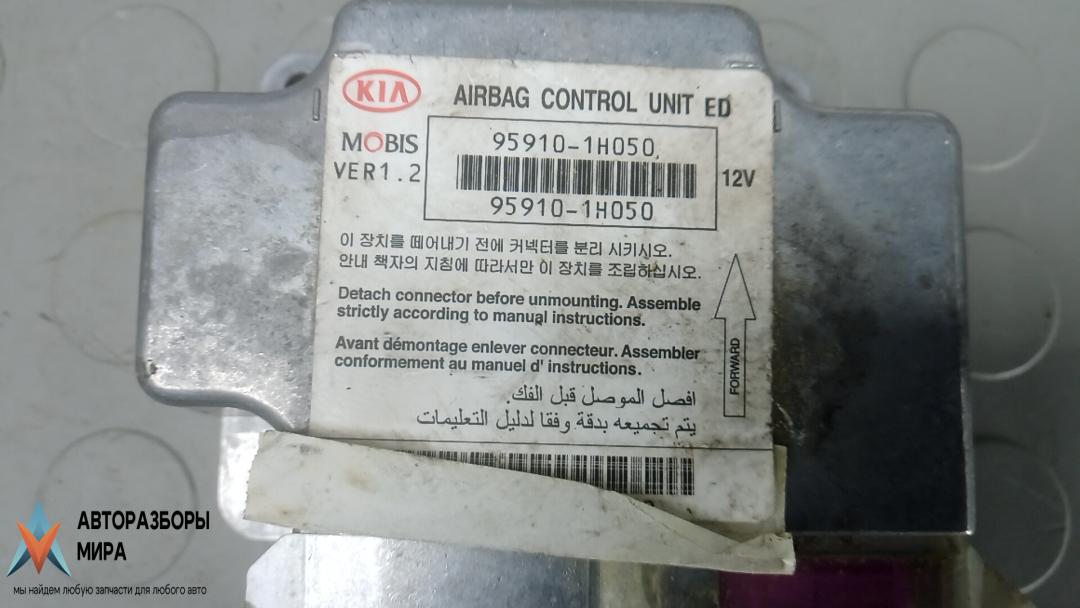 KIA AIRBAG CONTROL UNIT ED
MOBIS
VER1.2
95910-1H050
95910-1H050
12V
이 장치를 떼어내기 전에 커넥터를 분리 시키시오.
안내 책자의 지침에 따라서만 이 장치를 조립하십시오.
Detach connector before unmounting. Assemble
strictly according to manual instructions.
Avant démontage enlever connecteur. Assembler
conformement au manuel d' instructions.
افصل الموصل قبل الفك.
يتم تجميعه بدقة وفقا لدليل التعليمات
FORWARD
АВТОРАЗБОРЫ
МИРА
мы найдем любую запчасти для любого авто